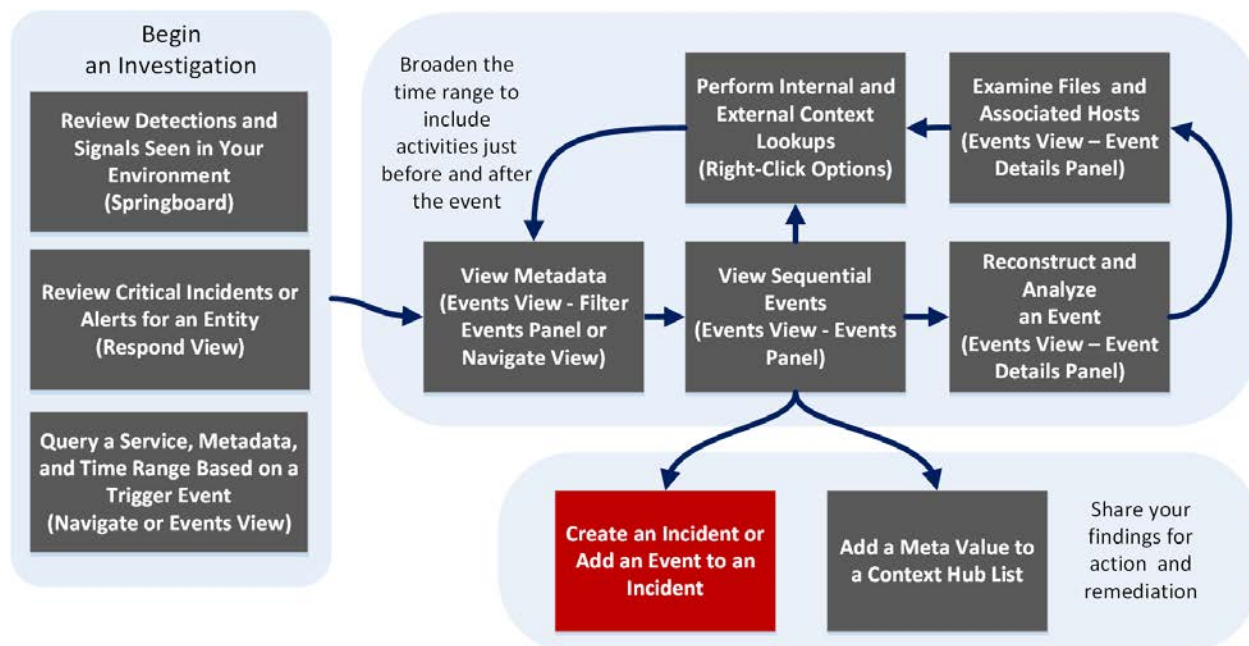 Begin
an Investigation
Review Detections and
Signals Seen in Your
Environment
(Springboard)
Review Critical Incidents or
Alerts for an Entity
(Respond View)
Query a Service, Metadata,
and Time Range Based on a
Trigger Event
(Navigate or Events View)
Broaden the
time range to
include
activities just
before and after
the event
Perform Internal and
External Context
Lookups
(Right-Click Options)
Examine Files and
Associated Hosts
(Events View – Event
Details Panel)
View Metadata
(Events View - Filter
Events Panel or
Navigate View)
View Sequential
Events
(Events View - Events
Panel)
Reconstruct and
Analyze
an Event
(Events View – Event
Details Panel)
Create an Incident or
Add an Event to an
Incident
Add a Meta Value to
a Context Hub List
Share your
findings for
action and
remediation